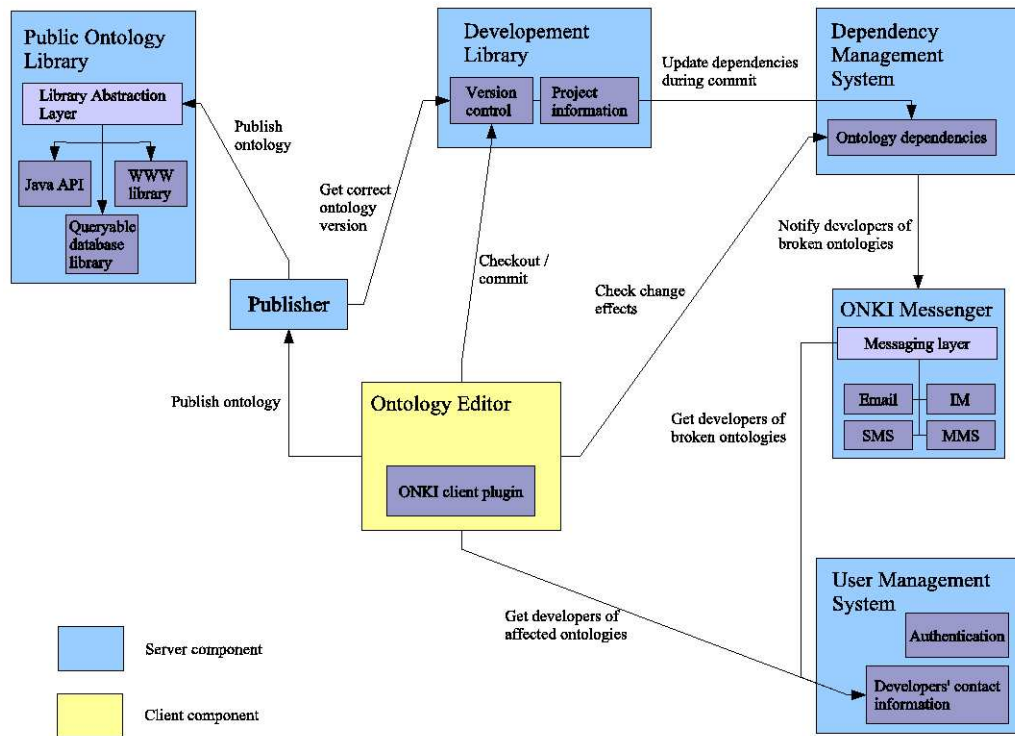 Public Ontology
Library
Library Abstraction
Layer
Java API
WWW
library
Queryable
database
library
Publish
ontology
Get correct
ontology
version
Publisher
Publish ontology
Developement
Library
Version
control
Project
information
Update dependencies
during commit
Checkout /
commit
Check change
effects
Dependency
Management
System
Ontology dependencies
Notify developers of
broken ontologies
ONKI Messenger
Messaging layer
Email
IM
SMS
MMS
Get developers of
broken ontologies
Ontology Editor
ONKI client plugin
Get developers of
affected ontologies
User Management
System
Authentication
Developers' contact
information
Server component
Client component